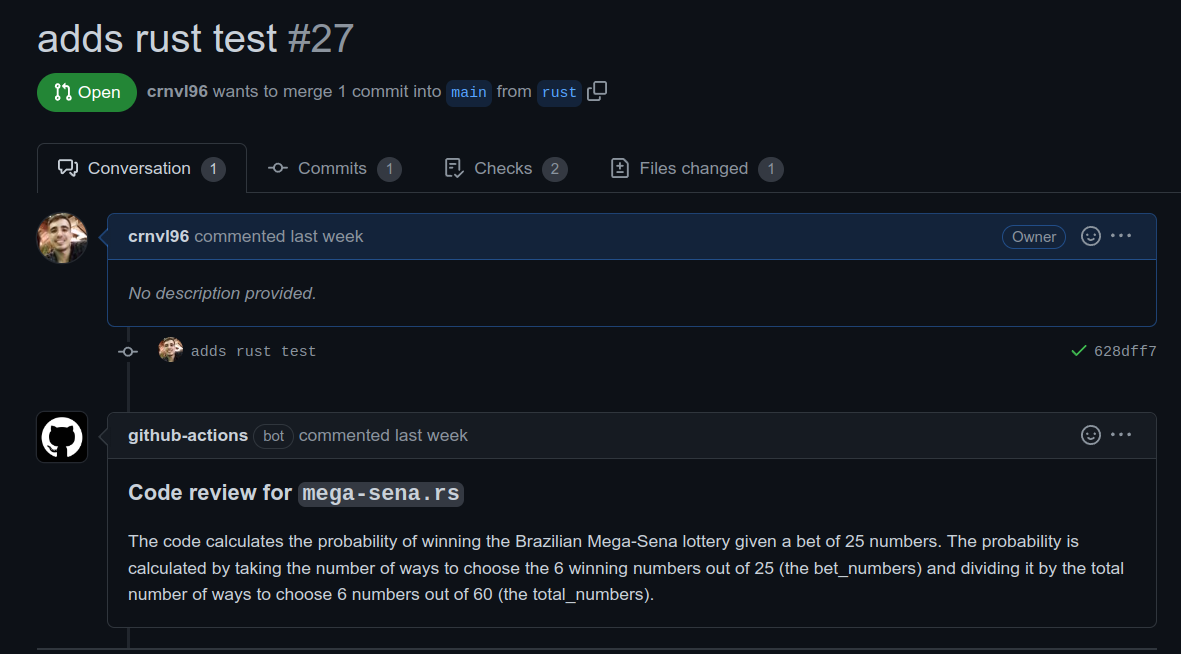 adds rust test #27
Open crnvl96 wants to merge 1 commit into main from rust
Conversation 1 Commits 1 Checks 2 Files changed 1
crnvl96 commented last week Owner
No description provided.
adds rust test 628dff7
github-actions bot commented last week
Code review for mega-sena.rs
The code calculates the probability of winning the Brazilian Mega-Sena lottery given a bet of 25 numbers. The probability is
calculated by taking the number of ways to choose the 6 winning numbers out of 25 (the bet_numbers) and dividing it by the total
number of ways to choose 6 numbers out of 60 (the total_numbers).